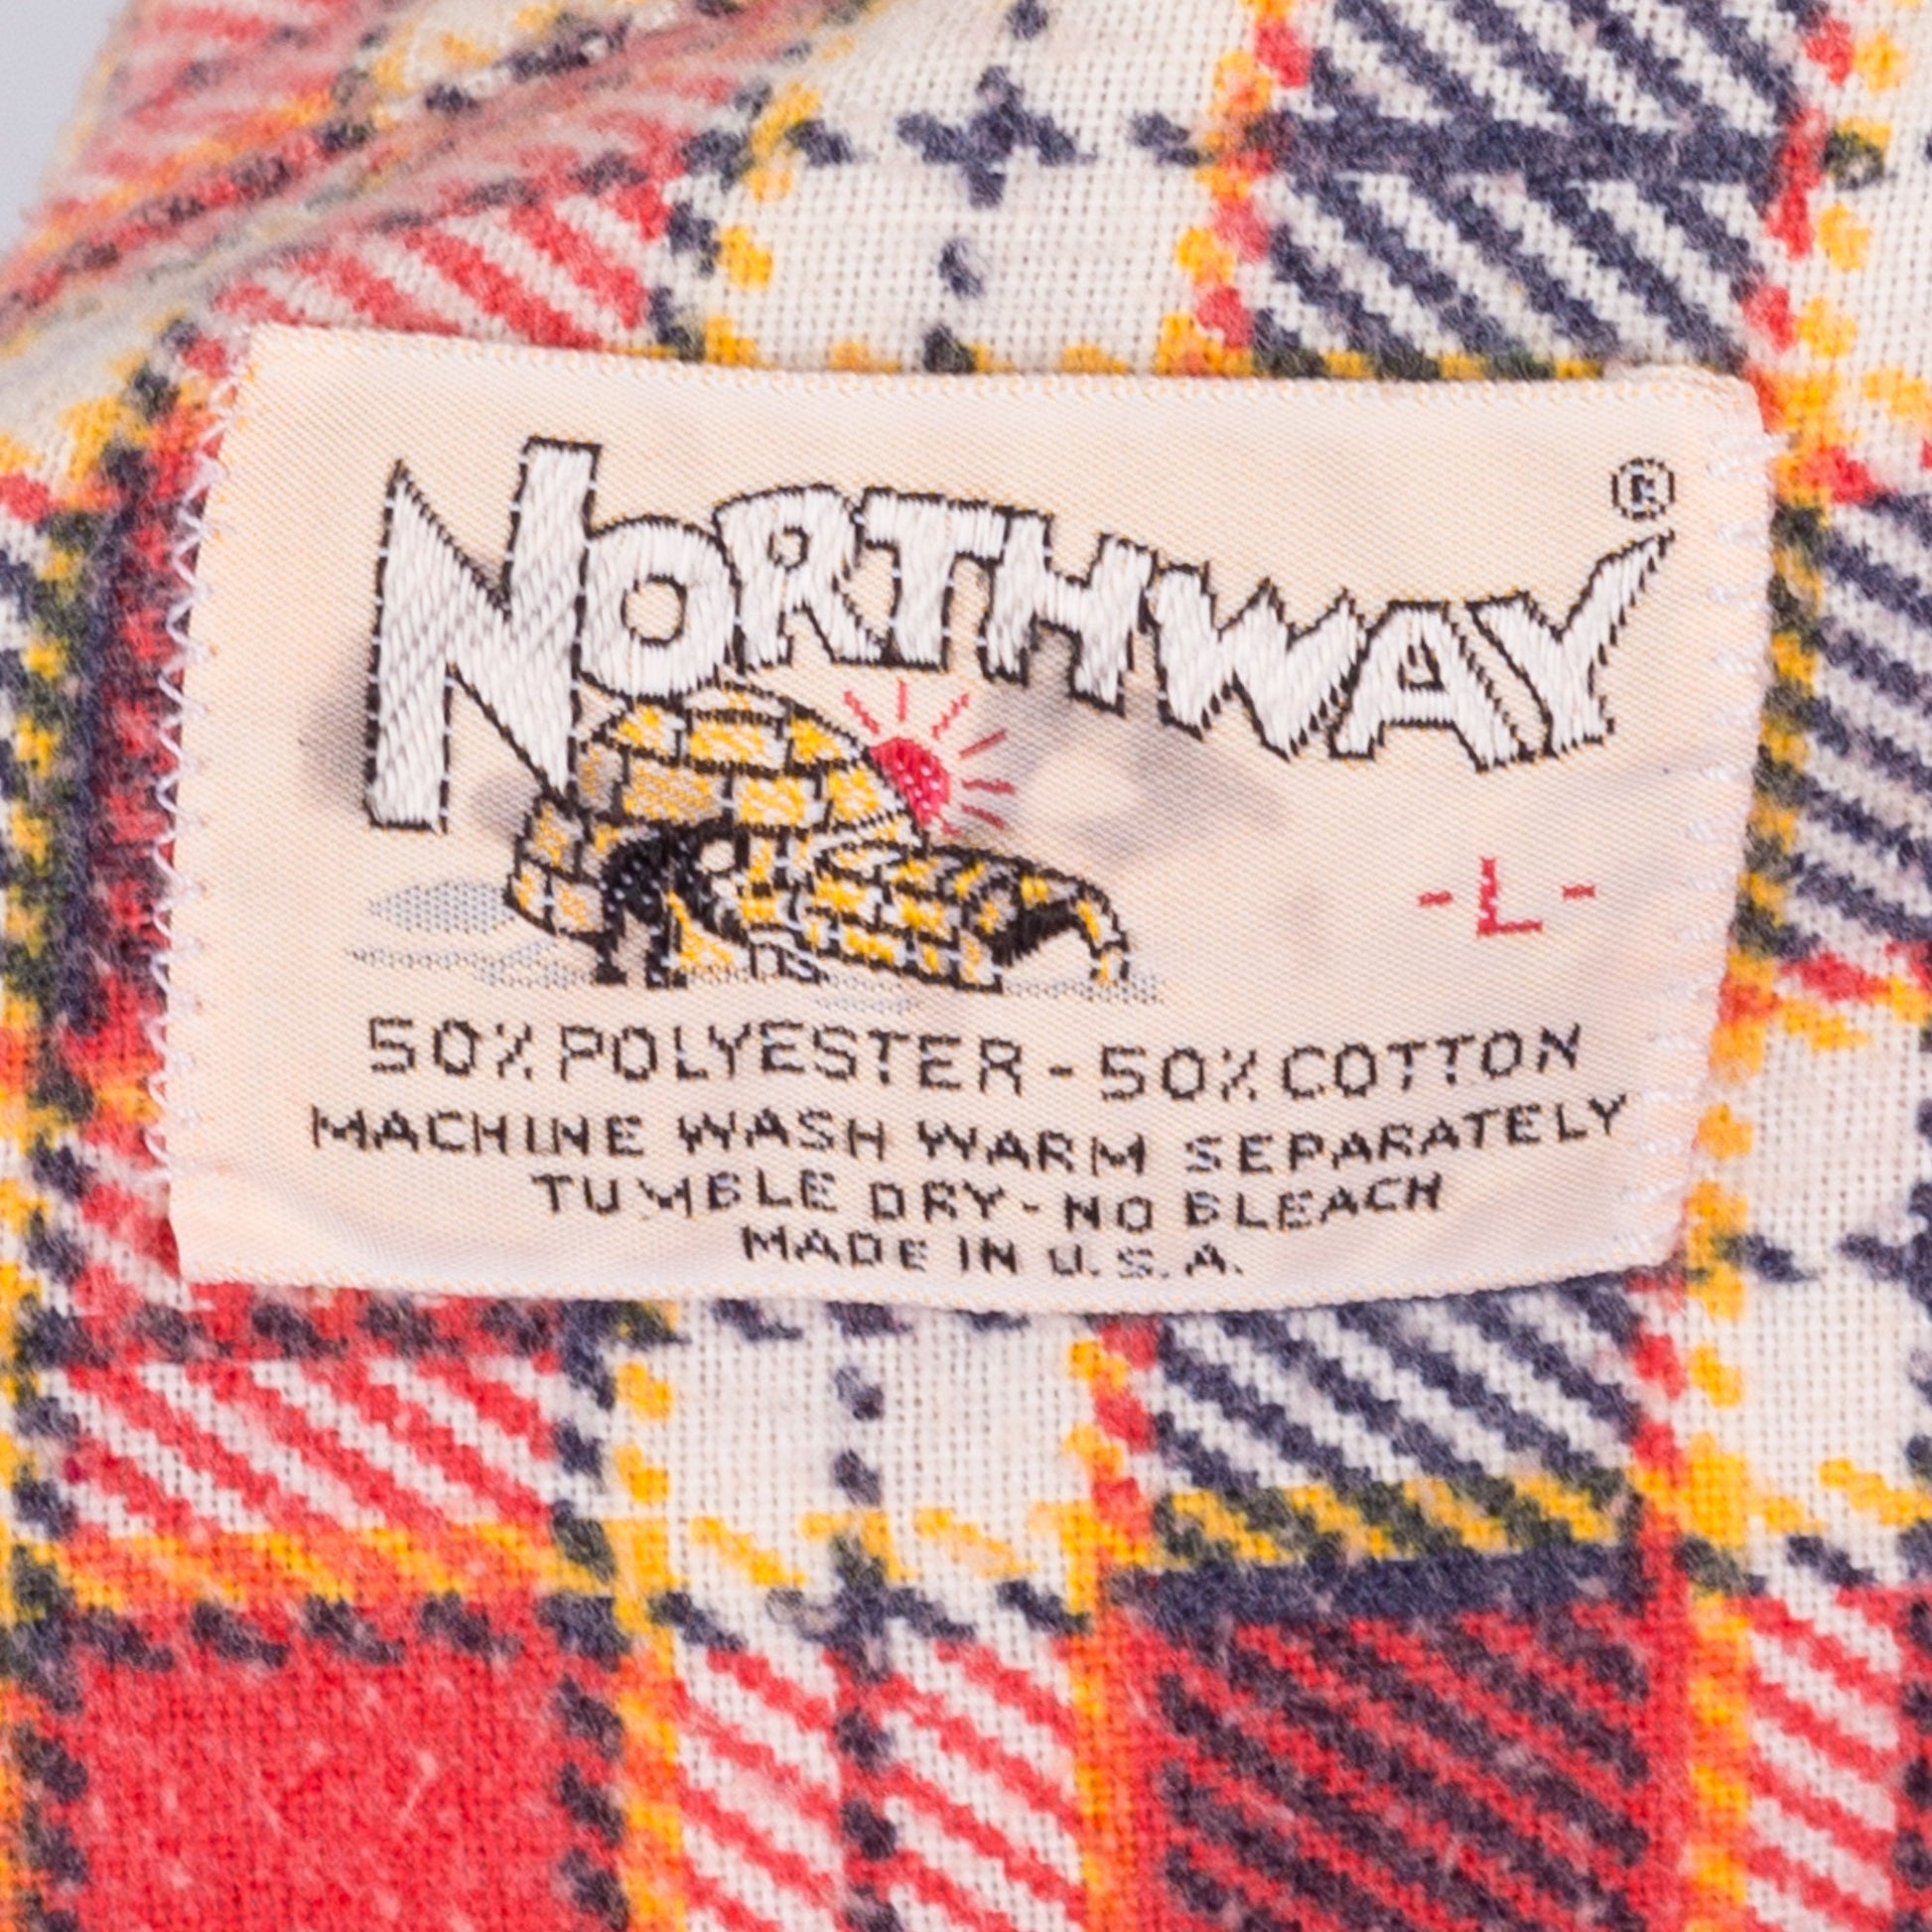 NORTHWAY ®
-L-
50% POLYESTER - 50% COTTON
MACHINE WASH WARM SEPARATELY
TUMBLE DRY - NO BLEACH
MADE IN U.S.A.